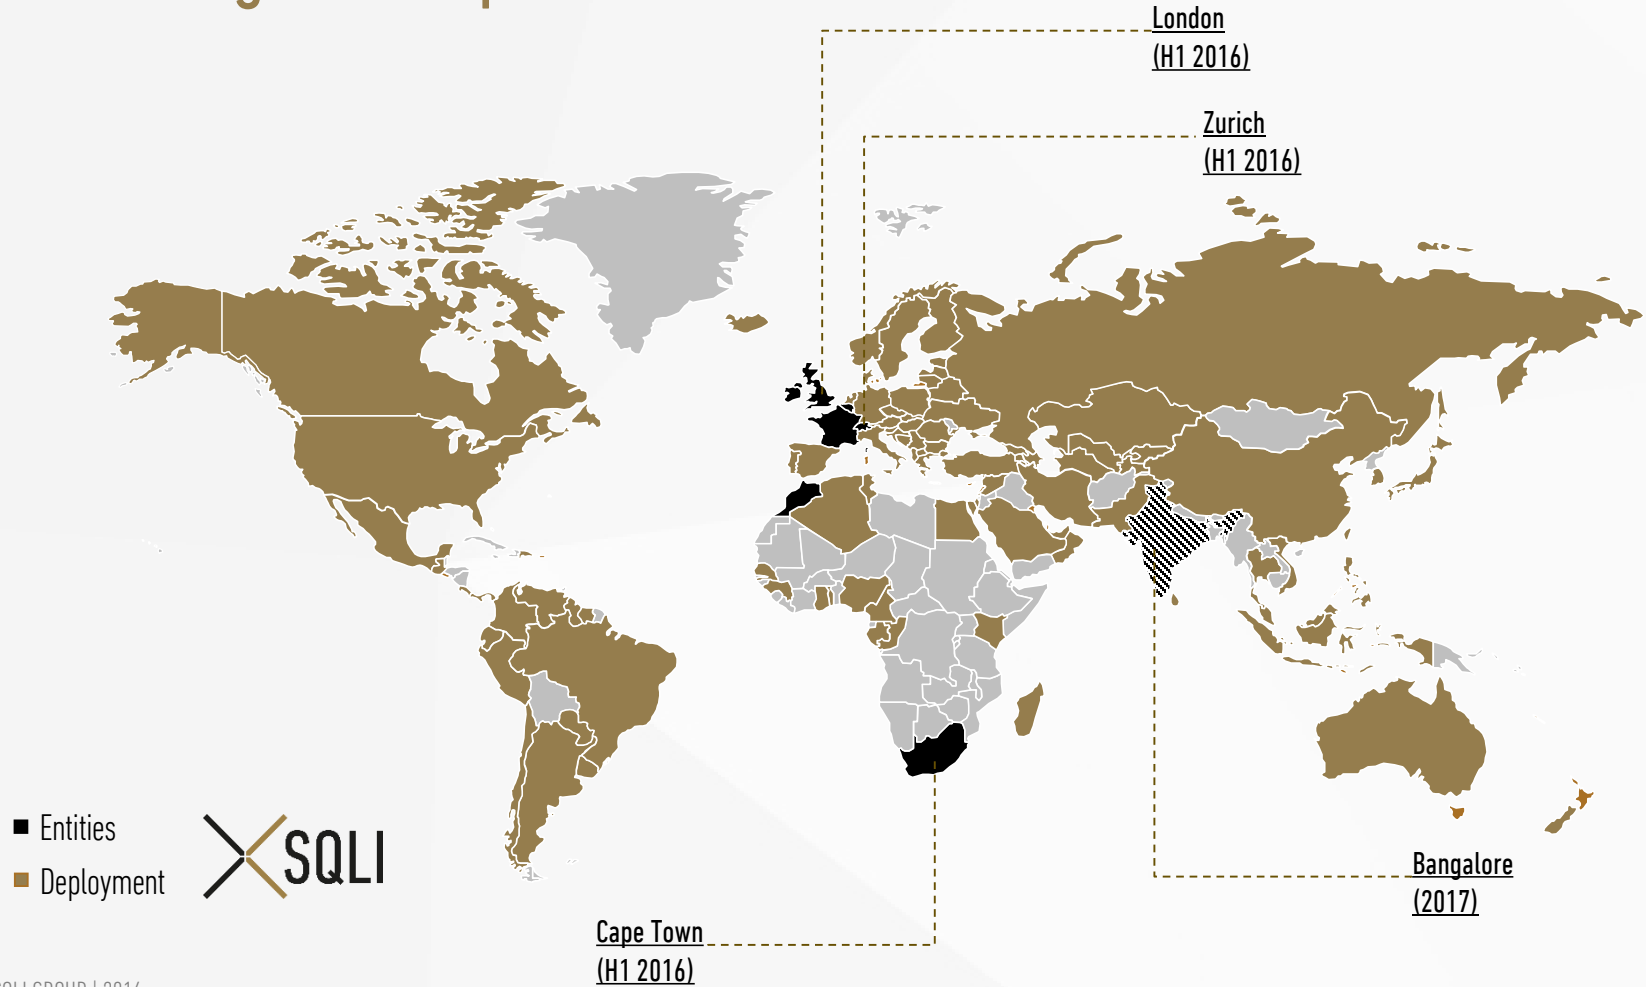 London
(H1 2016)
Zurich
(H1 2016)
Entities
Deployment
SQLI
Bangalore
(2017)
Cape Town
(H1 2016)